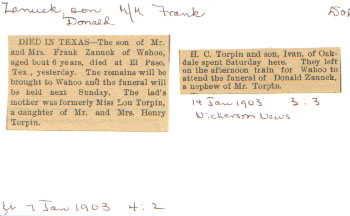 Zanuck, son of Frank
Donald
DIED IN TEXAS—The son of Mr.
and Mrs. Frank Zanuck of Wahoo,
aged bout 6 years, died at El Paso,
Tex., yesterday. The remains will be
brought to Wahoo and the funeral will
be held next Sunday. The lad's
mother was formerly Miss Lou Torpin,
a daughter of Mr. and Mrs. Henry
Torpin.
7 Jan 1903 4:2
H. C. Torpin and son, Ivan, of Oak-
dale spent Saturday here. They left
on the afternoon train for Wahoo to
attend the funeral of Donald Zanuck,
a nephew of Mr. Torpin.
14 Jan 1903 3:3
Nickerson News